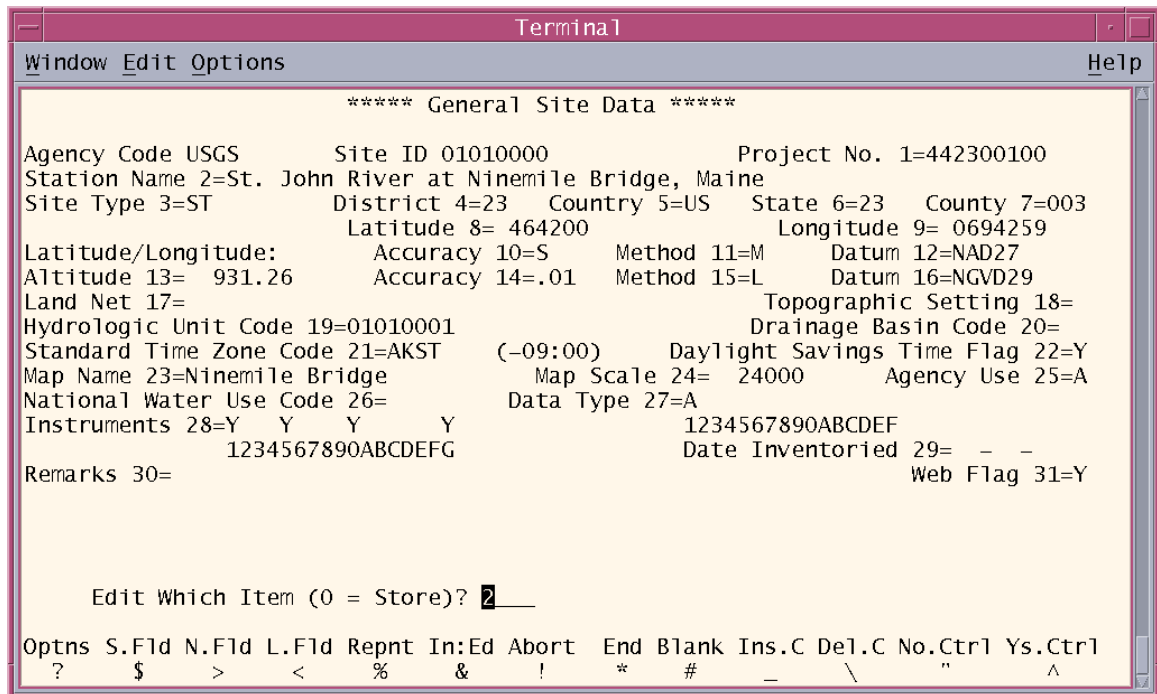 Terminal
Window Edit Options Help
***** General Site Data *****
Agency Code USGS Site ID 01010000 Project No. 1=442300100
Station Name 2=St. John River at Ninemile Bridge, Maine
Site Type 3=ST District 4=23 Country 5=US State 6=23 County 7=003
Latitude 8= 464200 Longitude 9= 0694259
Latitude/Longitude: Accuracy 10=S Method 11=M Datum 12=NAD27
Altitude 13= 931.26 Accuracy 14=.01 Method 15=L Datum 16=NGVD29
Land Net 17= Topographic Setting 18=
Hydrologic Unit Code 19=01010001 Drainage Basin Code 20=
Standard Time Zone Code 21=AKST (-09:00) Daylight Savings Time Flag 22=Y
Map Name 23=Ninemile Bridge Map Scale 24= 24000 Agency Use 25=A
National Water Use Code 26= Data Type 27=A
Instruments 28=Y Y Y Y 1234567890ABCDEF
1234567890ABCDEFG Date Inventoried 29= - -
Remarks 30= Web Flag 31=Y
Edit Which Item (0 = Store)? 2___
Optns S.Fld N.Fld L.Fld Repnt In:Ed Abort End Blank Ins.C Del.C No.Ctrl Ys.Ctrl
? $ > < % & ! * # _ \ " ^